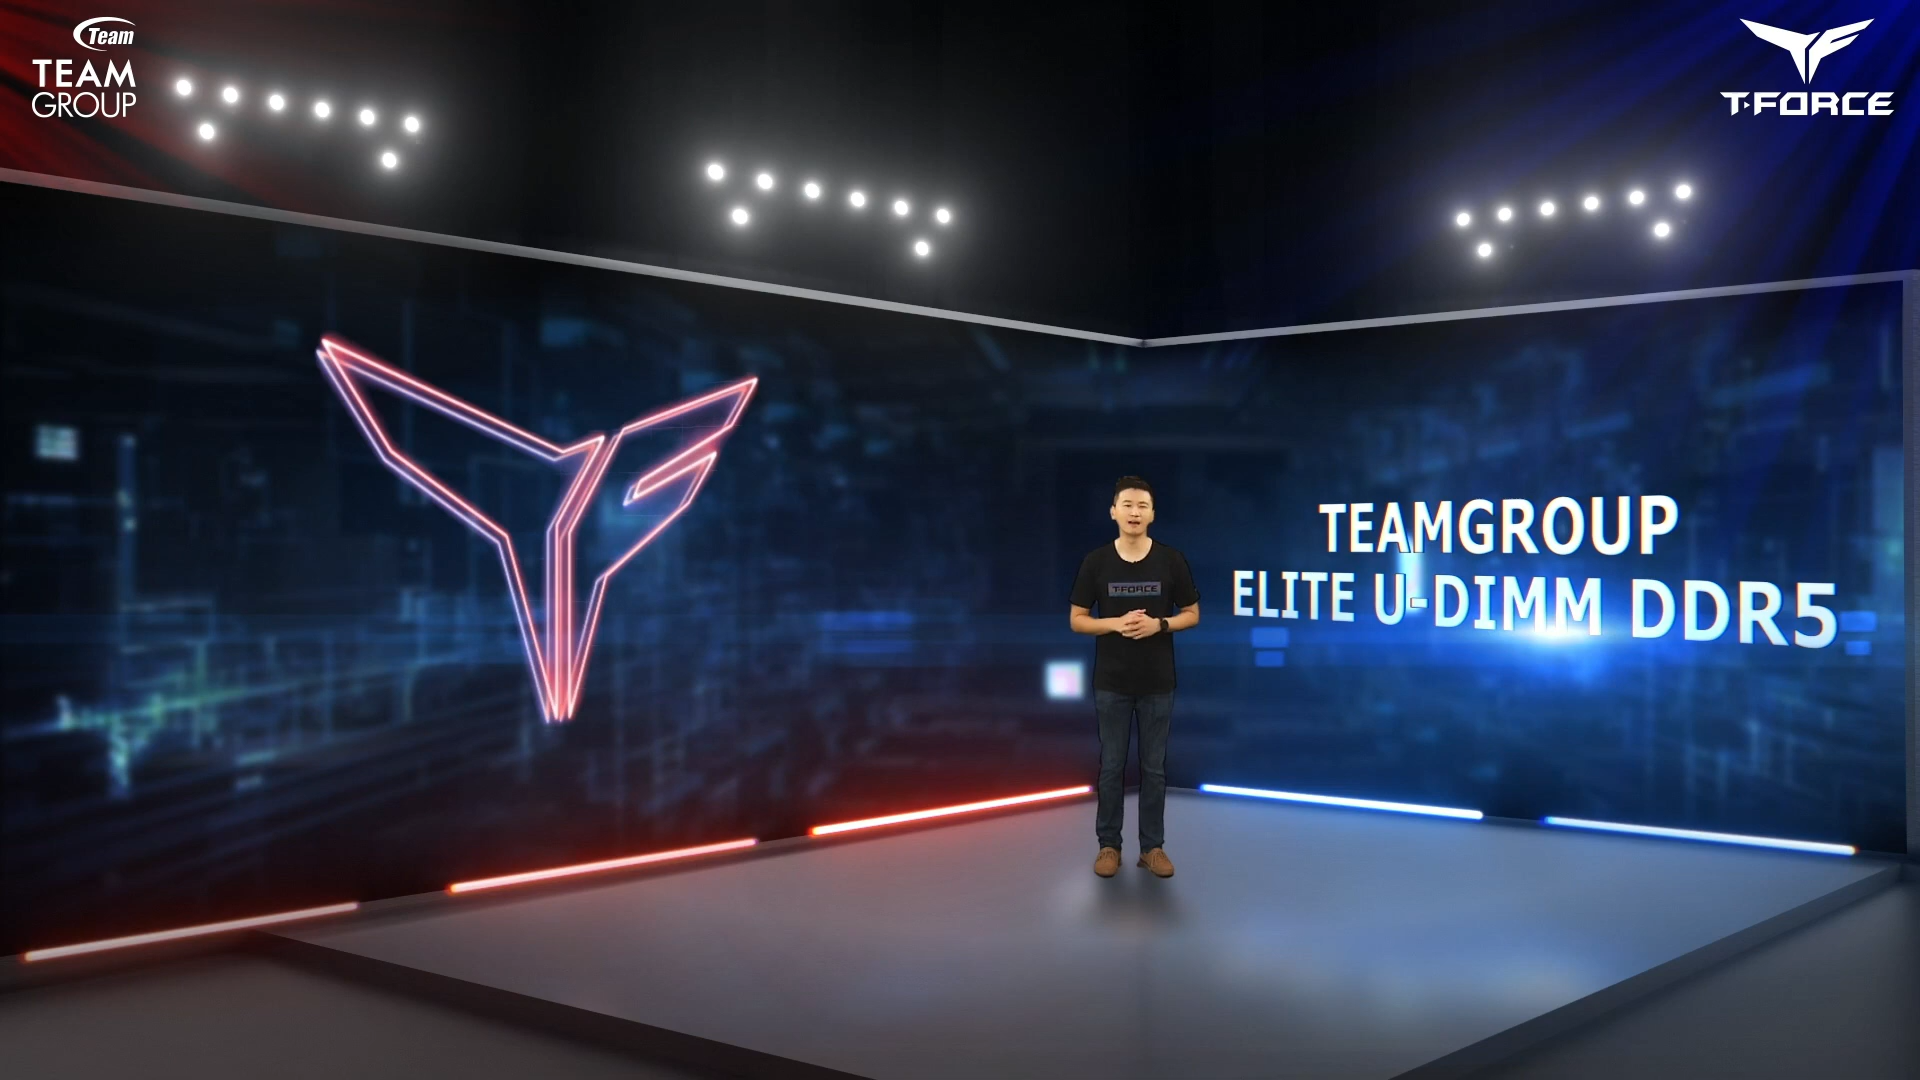 Team
TEAM
GROUP
T-FORCE
TEAMGROUP
ELITE U-DIMM DDR5
T-FORCE